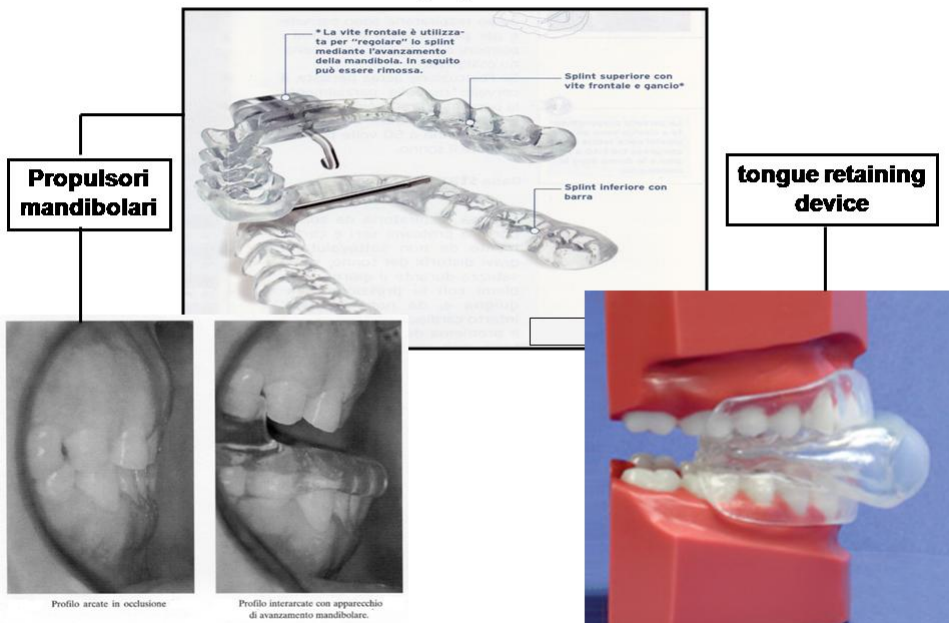 * La vite frontale è utilizza-
ta per “regolare” lo splint
mediante l’avanzamento
della mandibola. In seguito
può essere rimossa.
Splint superiore con
vite frontale e gancio*
Splint inferiore con
barra
Propulsori
mandibolari
tongue retaining
device
Profilo arcate in occlusione
Profilo interarcate con apparecchio
di avanzamento mandibolare.